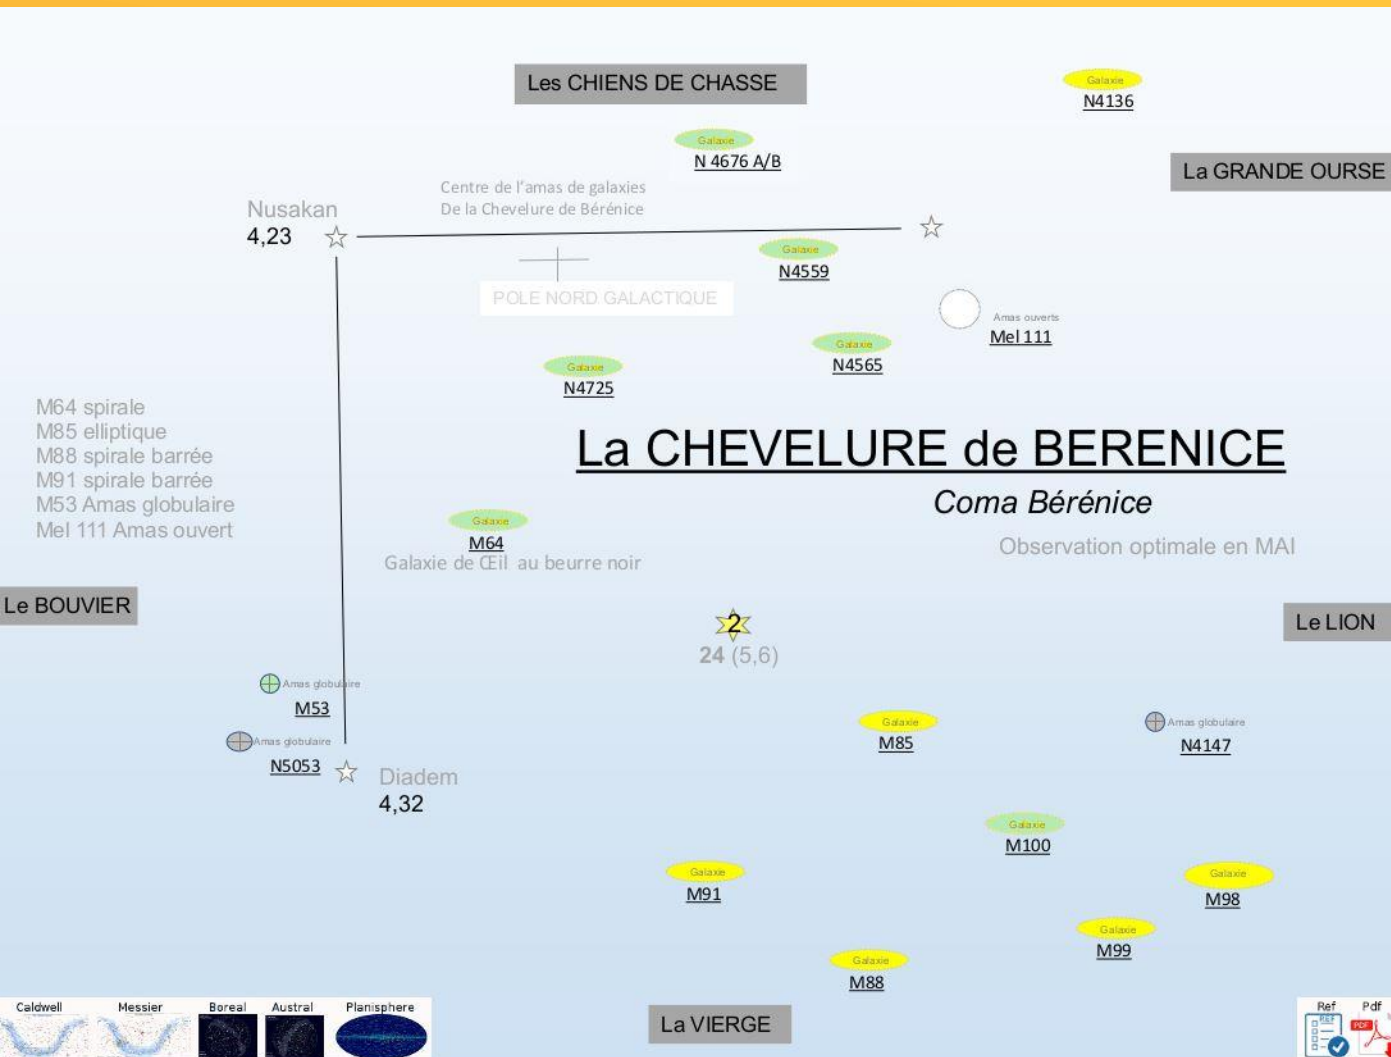 Les CHIENS DE CHASSE
Galaxie
N4136
Galaxie
N 4676 A/B
La GRANDE OURSE
Centre de l'amas de galaxies
De la Chevelure de Bérénice
Nusakan
4,23
Galaxie
N4559
POLE NORD GALACTIQUE
Amas ouverts
Mel 111
Galaxie
N4565
Galaxie
N4725
M64 spirale
M85 elliptique
M88 spirale barrée
M91 spirale barrée
M53 Amas globulaire
Mel 111 Amas ouvert
La CHEVELURE de BERENICE
Coma Bérénice
Observation optimale en MAI
Galaxie
M64
Galaxie de Œil au beurre noir
Le BOUVIER
Le LION
2
24 (5,6)
Amas globulaire
M53
Amas globulaire
N5053
Diadem
4,32
Galaxie
M85
Amas globulaire
N4147
Galaxie
M100
Galaxie
M91
Galaxie
M98
Galaxie
M99
Galaxie
M88
La VIERGE
Caldwell
Messier
Boreal
Austral
Planisphere
Ref
REF
Pdf
PDF